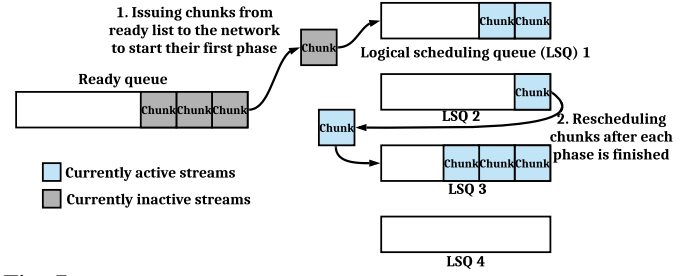 1. Issuing chunks from
ready list to the network
to start their first phase
Chunk
Chunk Chunk
Logical scheduling queue (LSQ) 1
Ready queue
Chunk Chunk Chunk
Chunk
LSQ 2
2. Rescheduling
chunks after each
phase is finished
Chunk
Chunk Chunk Chunk
LSQ 3
Currently active streams
Currently inactive streams
LSQ 4